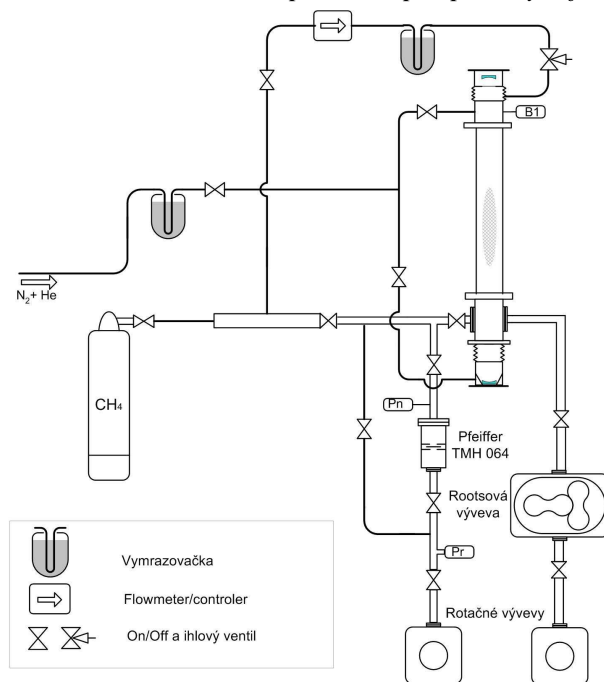 B1
N2+ He
CH4
Pn
Pfeiffer
TMH 064
Rootsová
výveva
Pr
Rotačné vývevy
Vymrazovačka
Flowmeter/controler
On/Off a ihlový ventil